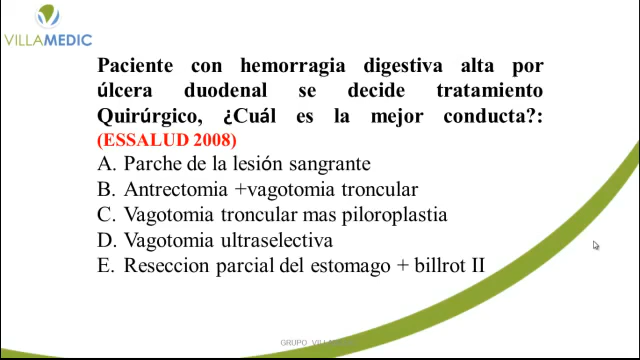 VILLAMEDIC
Paciente con hemorragia digestiva alta por
úlcera duodenal se decide tratamiento
Quirúrgico, ¿Cuál es la mejor conducta?:
(ESSALUD 2008)
A. Parche de la lesión sangrante
B. Antrectomia +vagotomia troncular
C. Vagotomia troncular mas piloroplastia
D. Vagotomia ultraselectiva
E. Reseccion parcial del estomago + billrot II
GRUPO